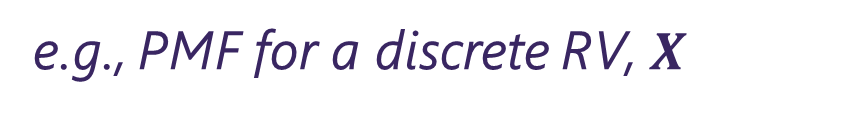 e.g., PMF for a discrete RV, X